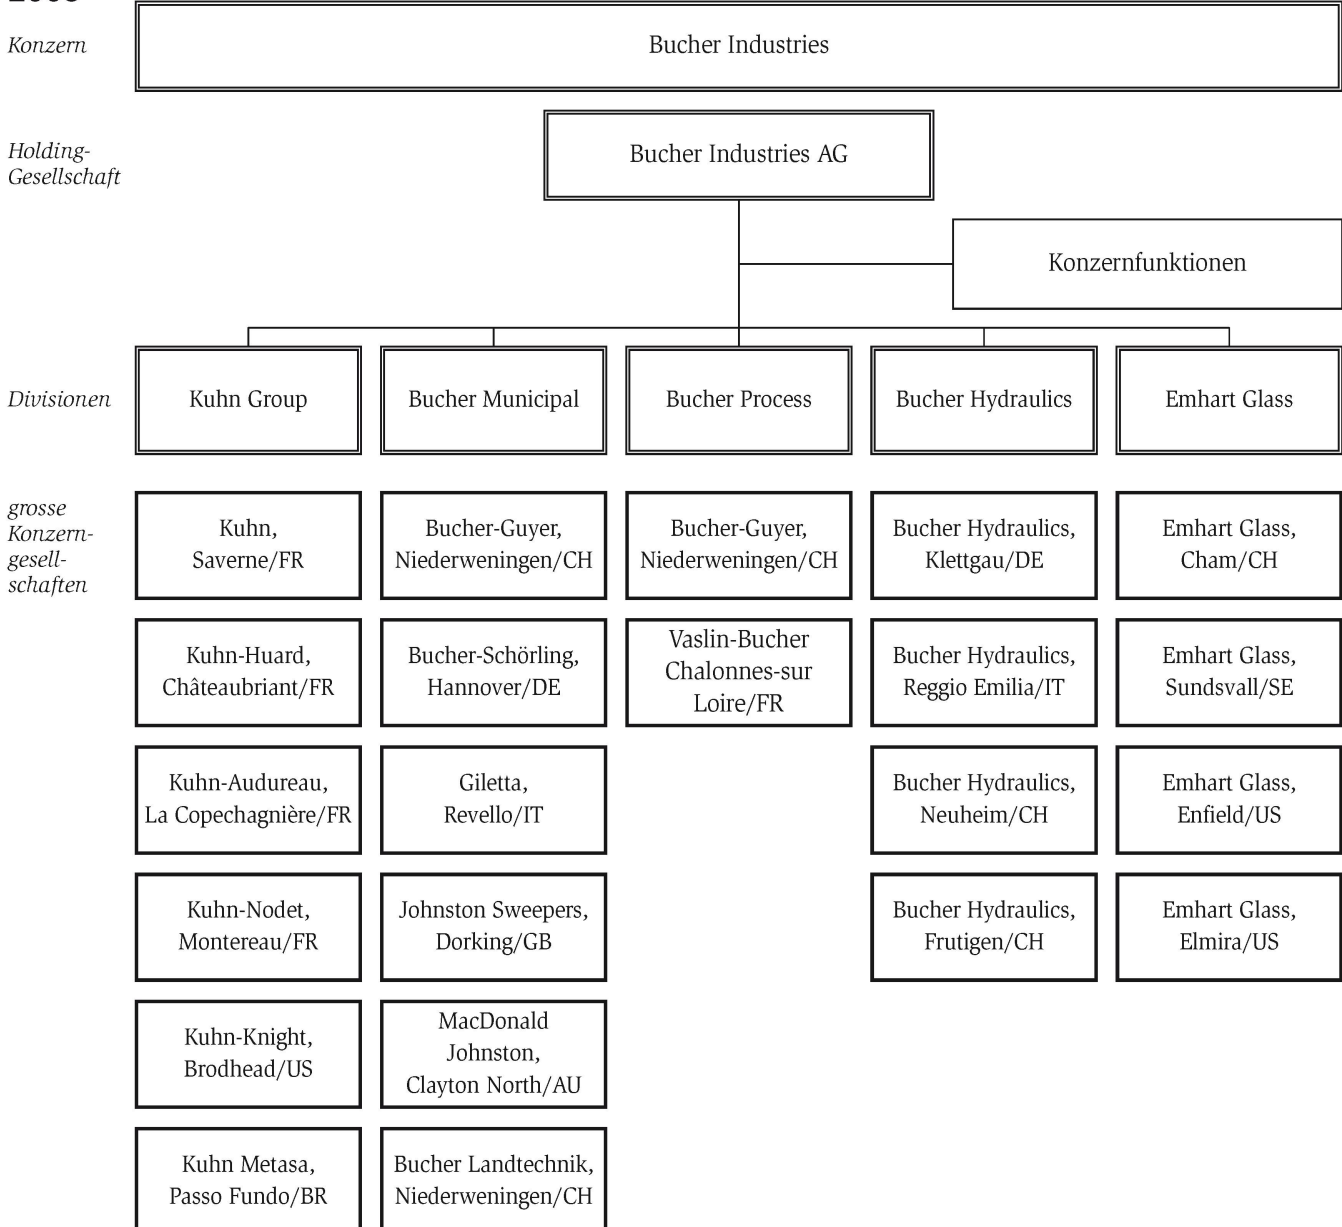 Konzern
Bucher Industries
Holding-
Gesellschaft
Bucher Industries AG
Konzernfunktionen
Divisionen
Kuhn Group
Bucher Municipal
Bucher Process
Bucher Hydraulics
Emhart Glass
grosse
Konzern-
gesell-
schaften
Kuhn,
Saverne/FR
Bucher-Guyer,
Niederweningen/CH
Bucher-Guyer,
Niederweningen/CH
Bucher Hydraulics,
Klettgau/DE
Emhart Glass,
Cham/CH
Kuhn-Huard,
Châteaubriant/FR
Bucher-Schörling,
Hannover/DE
Vaslin-Bucher
Chalonnes-sur
Loire/FR
Bucher Hydraulics,
Reggio Emilia/IT
Emhart Glass,
Sundsvall/SE
Kuhn-Audureau,
La Copechagnière/FR
Giletta,
Revello/IT
Bucher Hydraulics,
Neuheim/CH
Emhart Glass,
Enfield/US
Kuhn-Nodet,
Montereau/FR
Johnston Sweepers,
Dorking/GB
Bucher Hydraulics,
Frutigen/CH
Emhart Glass,
Elmira/US
Kuhn-Knight,
Brodhead/US
MacDonald
Johnston,
Clayton North/AU
Kuhn Metasa,
Passo Fundo/BR
Bucher Landtechnik,
Niederweningen/CH